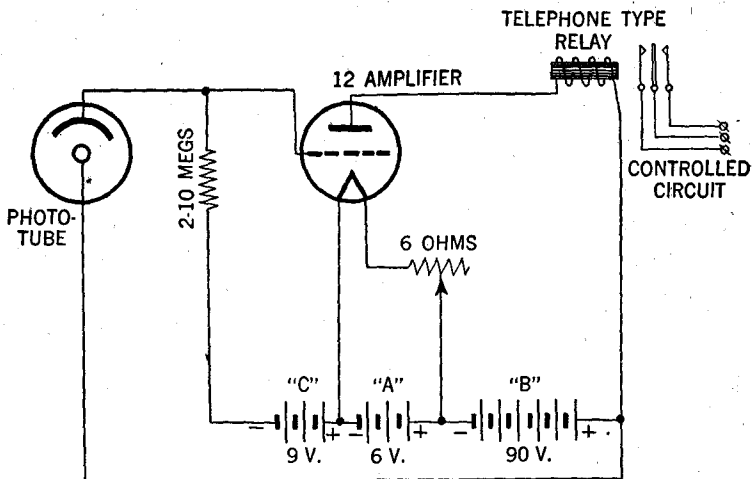 TELEPHONE TYPE
RELAY
12 AMPLIFIER
2-10 MEGS
PHOTO-
TUBE
CONTROLLED
CIRCUIT
6 OHMS
"C"
"A"
"B"
− + − + − +
9 V.
6 V.
90 V.